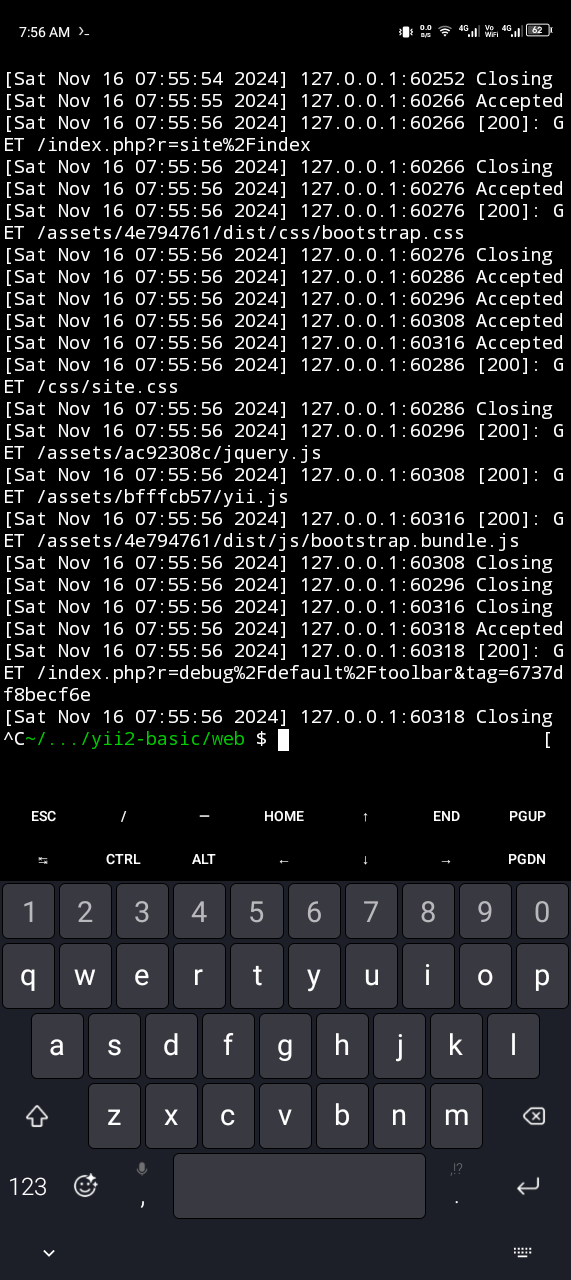 7:56 AM
0.0 B/S 4G Vo WiFi 4G 62
[Sat Nov 16 07:55:54 2024] 127.0.0.1:60252 Closing
[Sat Nov 16 07:55:55 2024] 127.0.0.1:60266 Accepted
[Sat Nov 16 07:55:56 2024] 127.0.0.1:60266 [200]: G
ET /index.php?r=site%2Findex
[Sat Nov 16 07:55:56 2024] 127.0.0.1:60266 Closing
[Sat Nov 16 07:55:56 2024] 127.0.0.1:60276 Accepted
[Sat Nov 16 07:55:56 2024] 127.0.0.1:60276 [200]: G
ET /assets/4e794761/dist/css/bootstrap.css
[Sat Nov 16 07:55:56 2024] 127.0.0.1:60276 Closing
[Sat Nov 16 07:55:56 2024] 127.0.0.1:60286 Accepted
[Sat Nov 16 07:55:56 2024] 127.0.0.1:60296 Accepted
[Sat Nov 16 07:55:56 2024] 127.0.0.1:60308 Accepted
[Sat Nov 16 07:55:56 2024] 127.0.0.1:60316 Accepted
[Sat Nov 16 07:55:56 2024] 127.0.0.1:60286 [200]: G
ET /css/site.css
[Sat Nov 16 07:55:56 2024] 127.0.0.1:60286 Closing
[Sat Nov 16 07:55:56 2024] 127.0.0.1:60296 [200]: G
ET /assets/ac92308c/jquery.js
[Sat Nov 16 07:55:56 2024] 127.0.0.1:60308 [200]: G
ET /assets/bfffcb57/yii.js
[Sat Nov 16 07:55:56 2024] 127.0.0.1:60316 [200]: G
ET /assets/4e794761/dist/js/bootstrap.bundle.js
[Sat Nov 16 07:55:56 2024] 127.0.0.1:60308 Closing
[Sat Nov 16 07:55:56 2024] 127.0.0.1:60296 Closing
[Sat Nov 16 07:55:56 2024] 127.0.0.1:60316 Closing
[Sat Nov 16 07:55:56 2024] 127.0.0.1:60318 Accepted
[Sat Nov 16 07:55:56 2024] 127.0.0.1:60318 [200]: G
ET /index.php?r=debug%2Fdefault%2Ftoolbar&tag=6737d
f8becf6e
[Sat Nov 16 07:55:56 2024] 127.0.0.1:60318 Closing
^C~/.../yii2-basic/web $ [
ESC / — HOME ↑ END PGUP
↹ CTRL ALT ← ↓ → PGDN
1 2 3 4 5 6 7 8 9 0
q w e r t y u i o p
a s d f g h j k l
z x c v b n m
123 , ,!? .